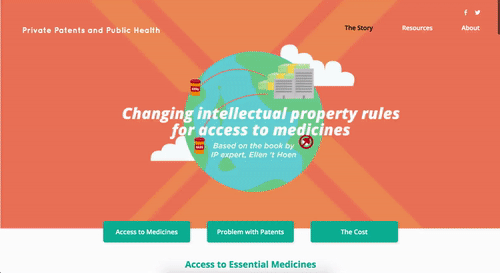 Private Patents and Public Health
The Story
Resources
About
Changing intellectual property rules
for access to medicines
Based on the book by
IP expert, Ellen 't Hoen
Access to Medicines
Problem with Patents
The Cost
Access to Essential Medicines